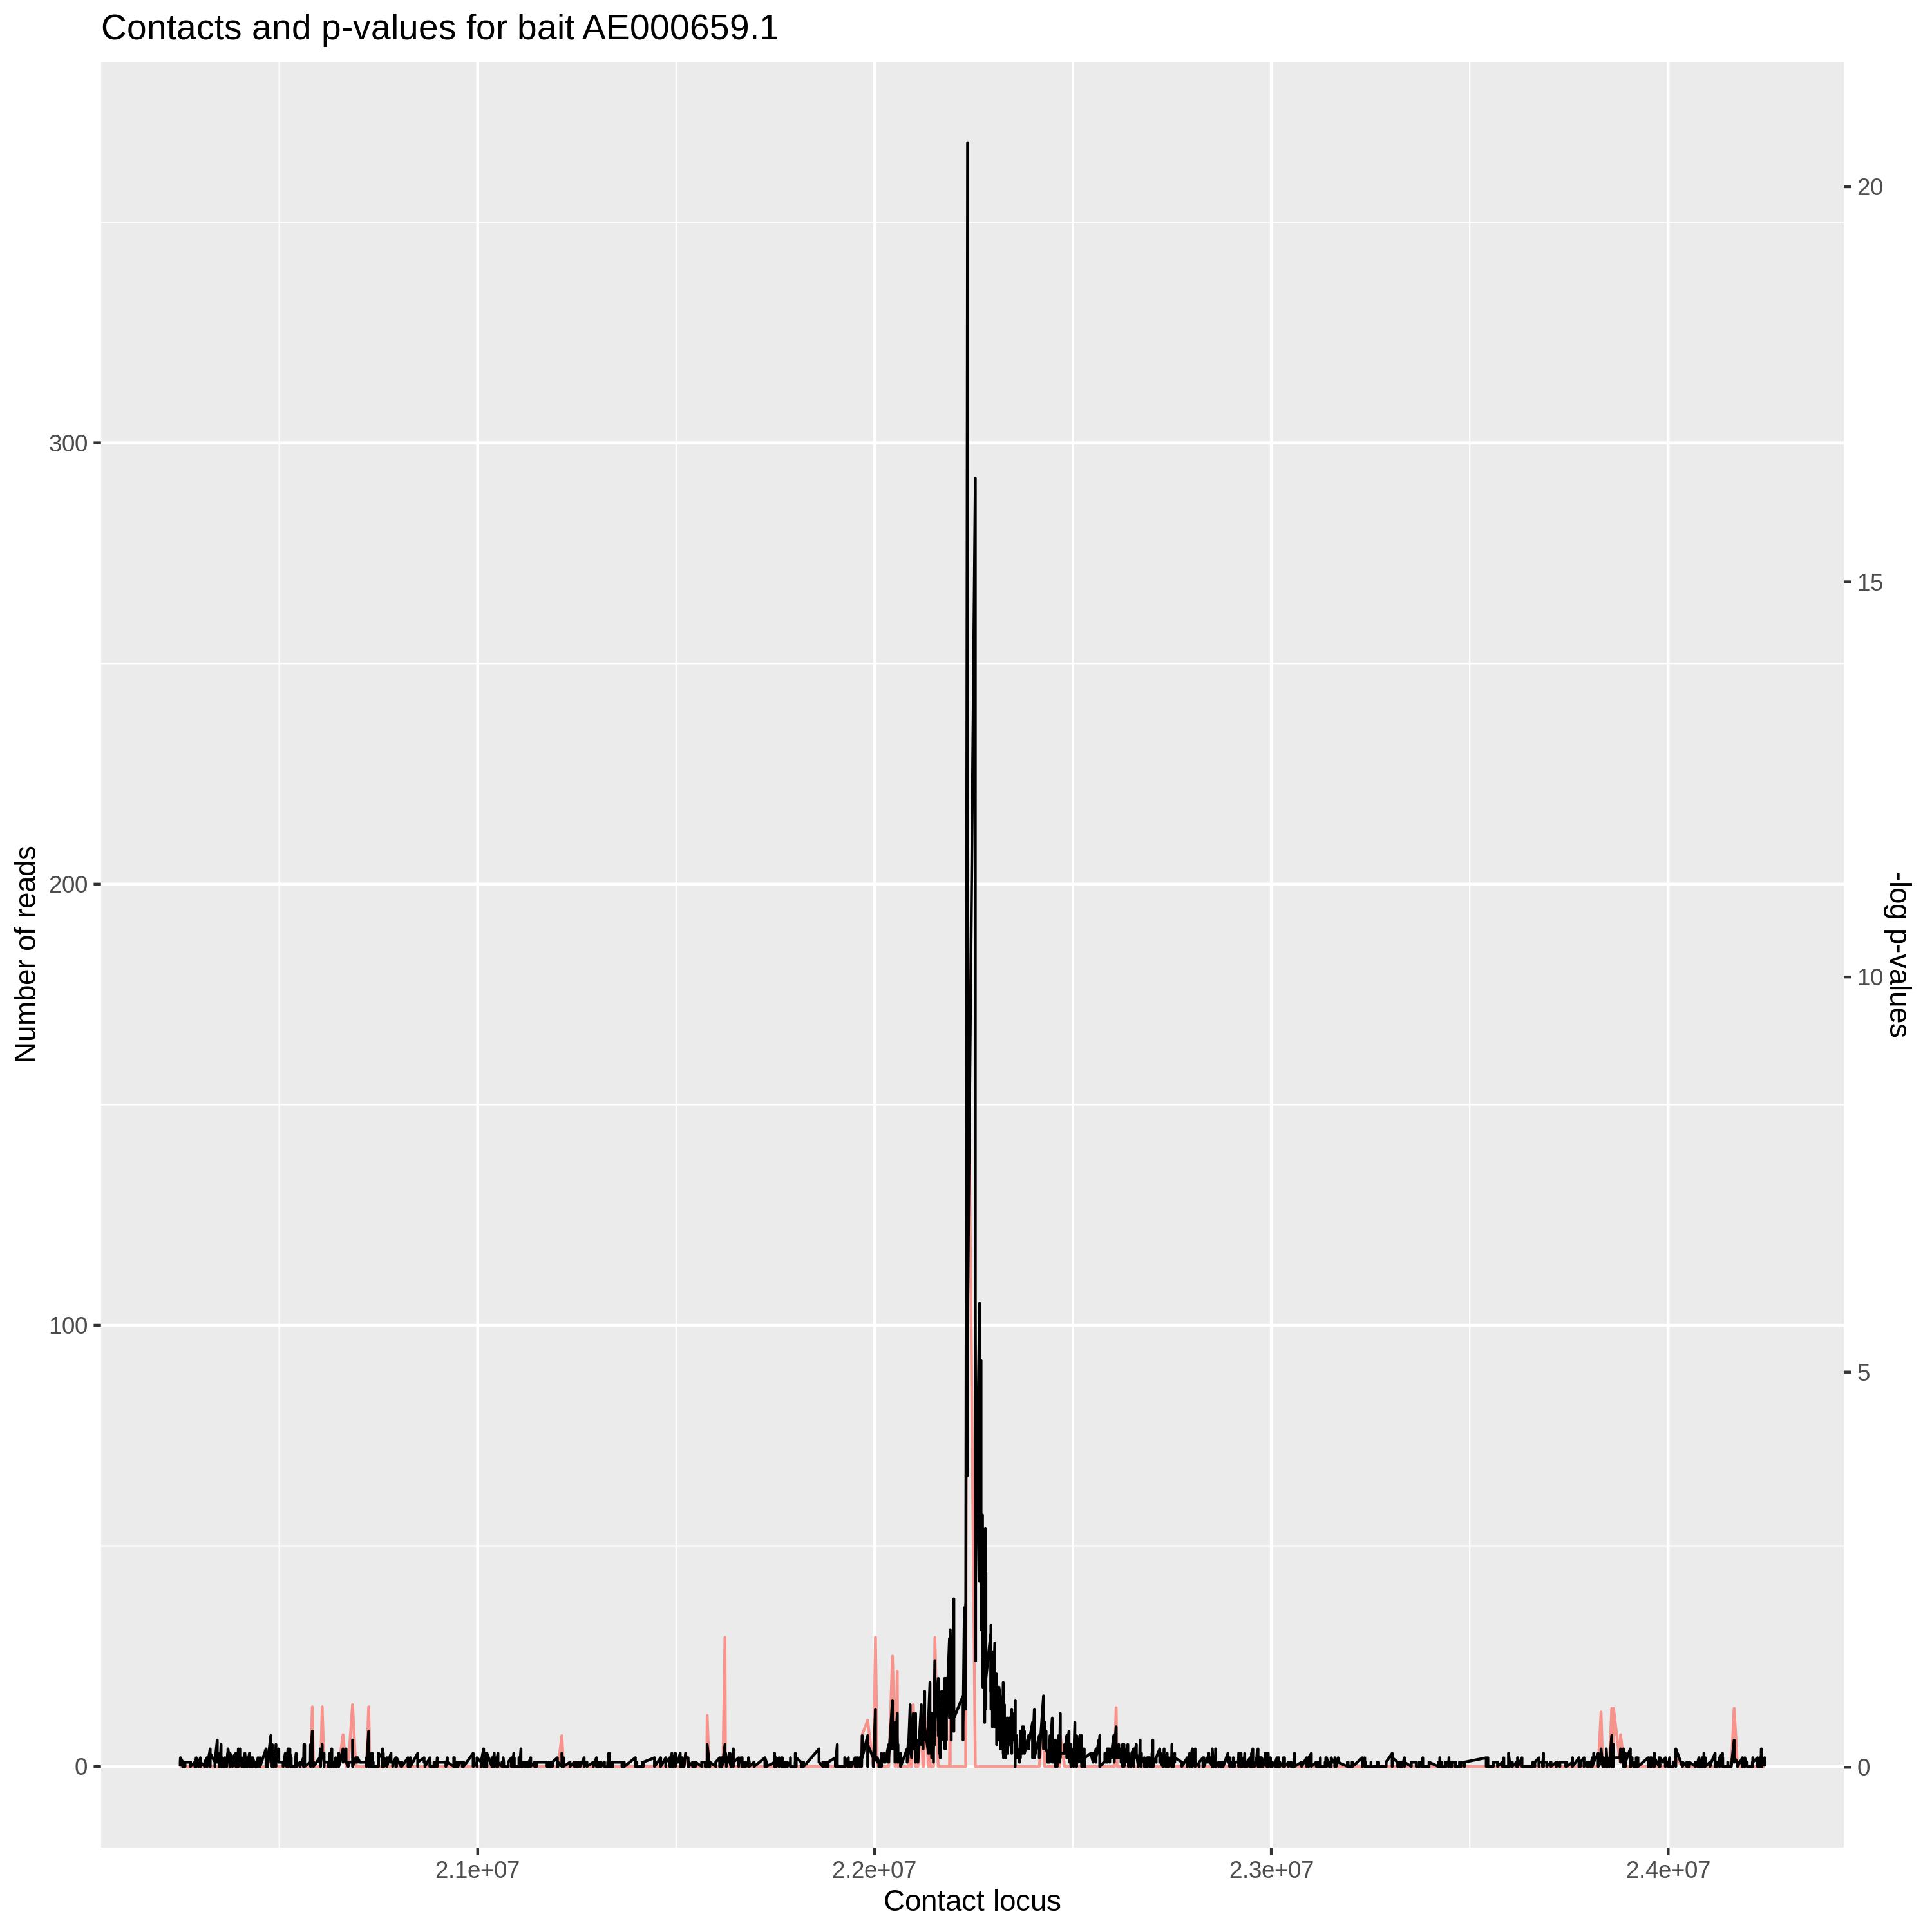 Contacts and p-values for bait AE000659.1
20
300
15
200
10
Number of reads
-log p-values
100
5
0
0
2.1e+07
2.2e+07
2.3e+07
2.4e+07
Contact locus